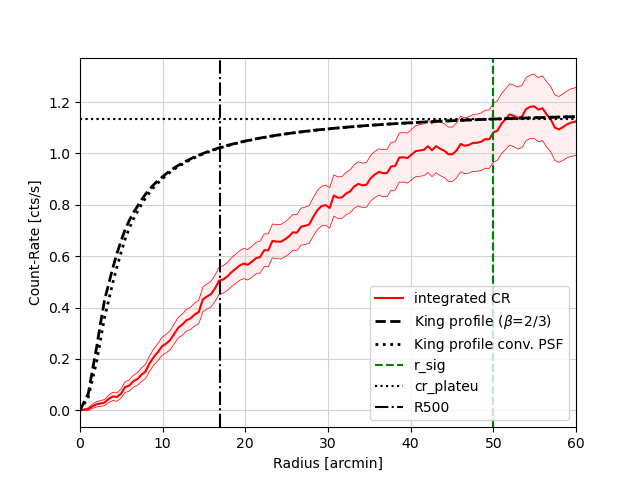 1.2
1.0
0.8
0.6
0.4
0.2
0.0
Count-Rate [cts/s]
integrated CR
King profile (β=2/3)
King profile conv. PSF
r_sig
cr_plateu
R500
0 10 20 30 40 50 60
Radius [arcmin]